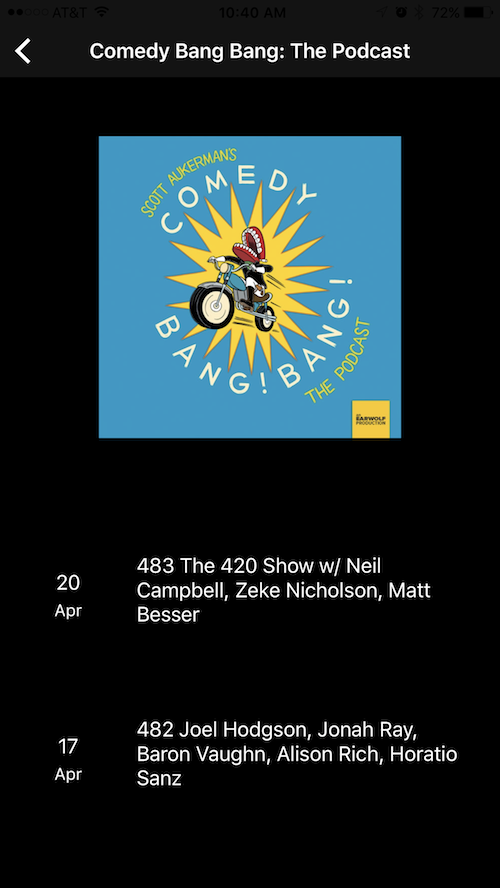 AT&T 10:40 AM 72%
Comedy Bang Bang: The Podcast
SCOTT AUKERMAN'S
COMEDY
BANG! BANG!
THE PODCAST
EARWOLF
PRODUCTION
20
Apr
483 The 420 Show w/ Neil
Campbell, Zeke Nicholson, Matt
Besser
17
Apr
482 Joel Hodgson, Jonah Ray,
Baron Vaughn, Alison Rich, Horatio
Sanz